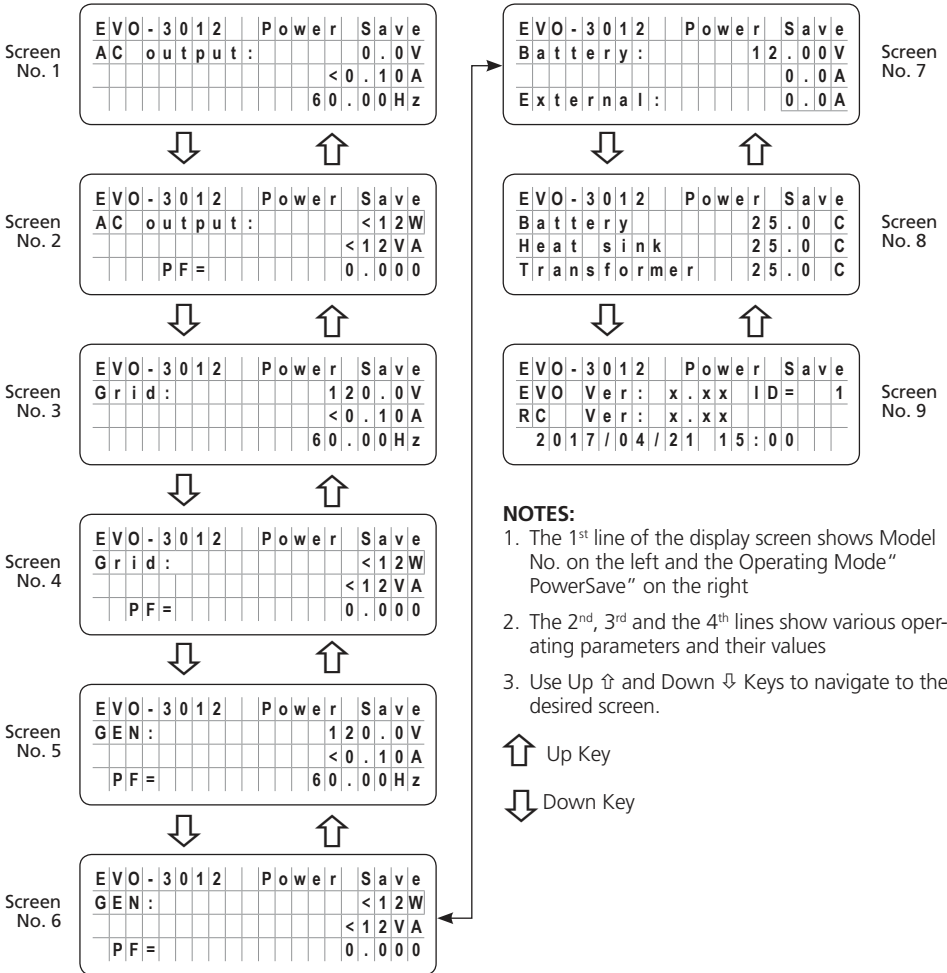 Screen No. 1
EVO-3012 Power Save
AC output: 0.0V
<0.10A
60.00Hz
Screen No. 2
EVO-3012 Power Save
AC output: <12W
<12VA
PF= 0.000
Screen No. 3
EVO-3012 Power Save
Grid: 120.0V
<0.10A
60.00Hz
Screen No. 4
EVO-3012 Power Save
Grid: <12W
<12VA
PF= 0.000
Screen No. 5
EVO-3012 Power Save
GEN: 120.0V
<0.10A
PF= 60.00Hz
Screen No. 6
EVO-3012 Power Save
GEN: <12W
<12VA
PF= 0.000
Screen No. 7
EVO-3012 Power Save
Battery: 12.00V
0.0A
External: 0.0A
Screen No. 8
EVO-3012 Power Save
Battery 25.0 C
Heat sink 25.0 C
Transformer 25.0 C
Screen No. 9
EVO-3012 Power Save
EVO Ver: x.xx ID= 1
RC Ver: x.xx
2017/04/21 15:00
NOTES:
1. The 1st line of the display screen shows Model
No. on the left and the Operating Mode“
PowerSave” on the right
2. The 2nd, 3rd and the 4th lines show various oper-
ating parameters and their values
3. Use Up ⇧ and Down ⇩ Keys to navigate to the
desired screen.
⇧ Up Key
⇩ Down Key